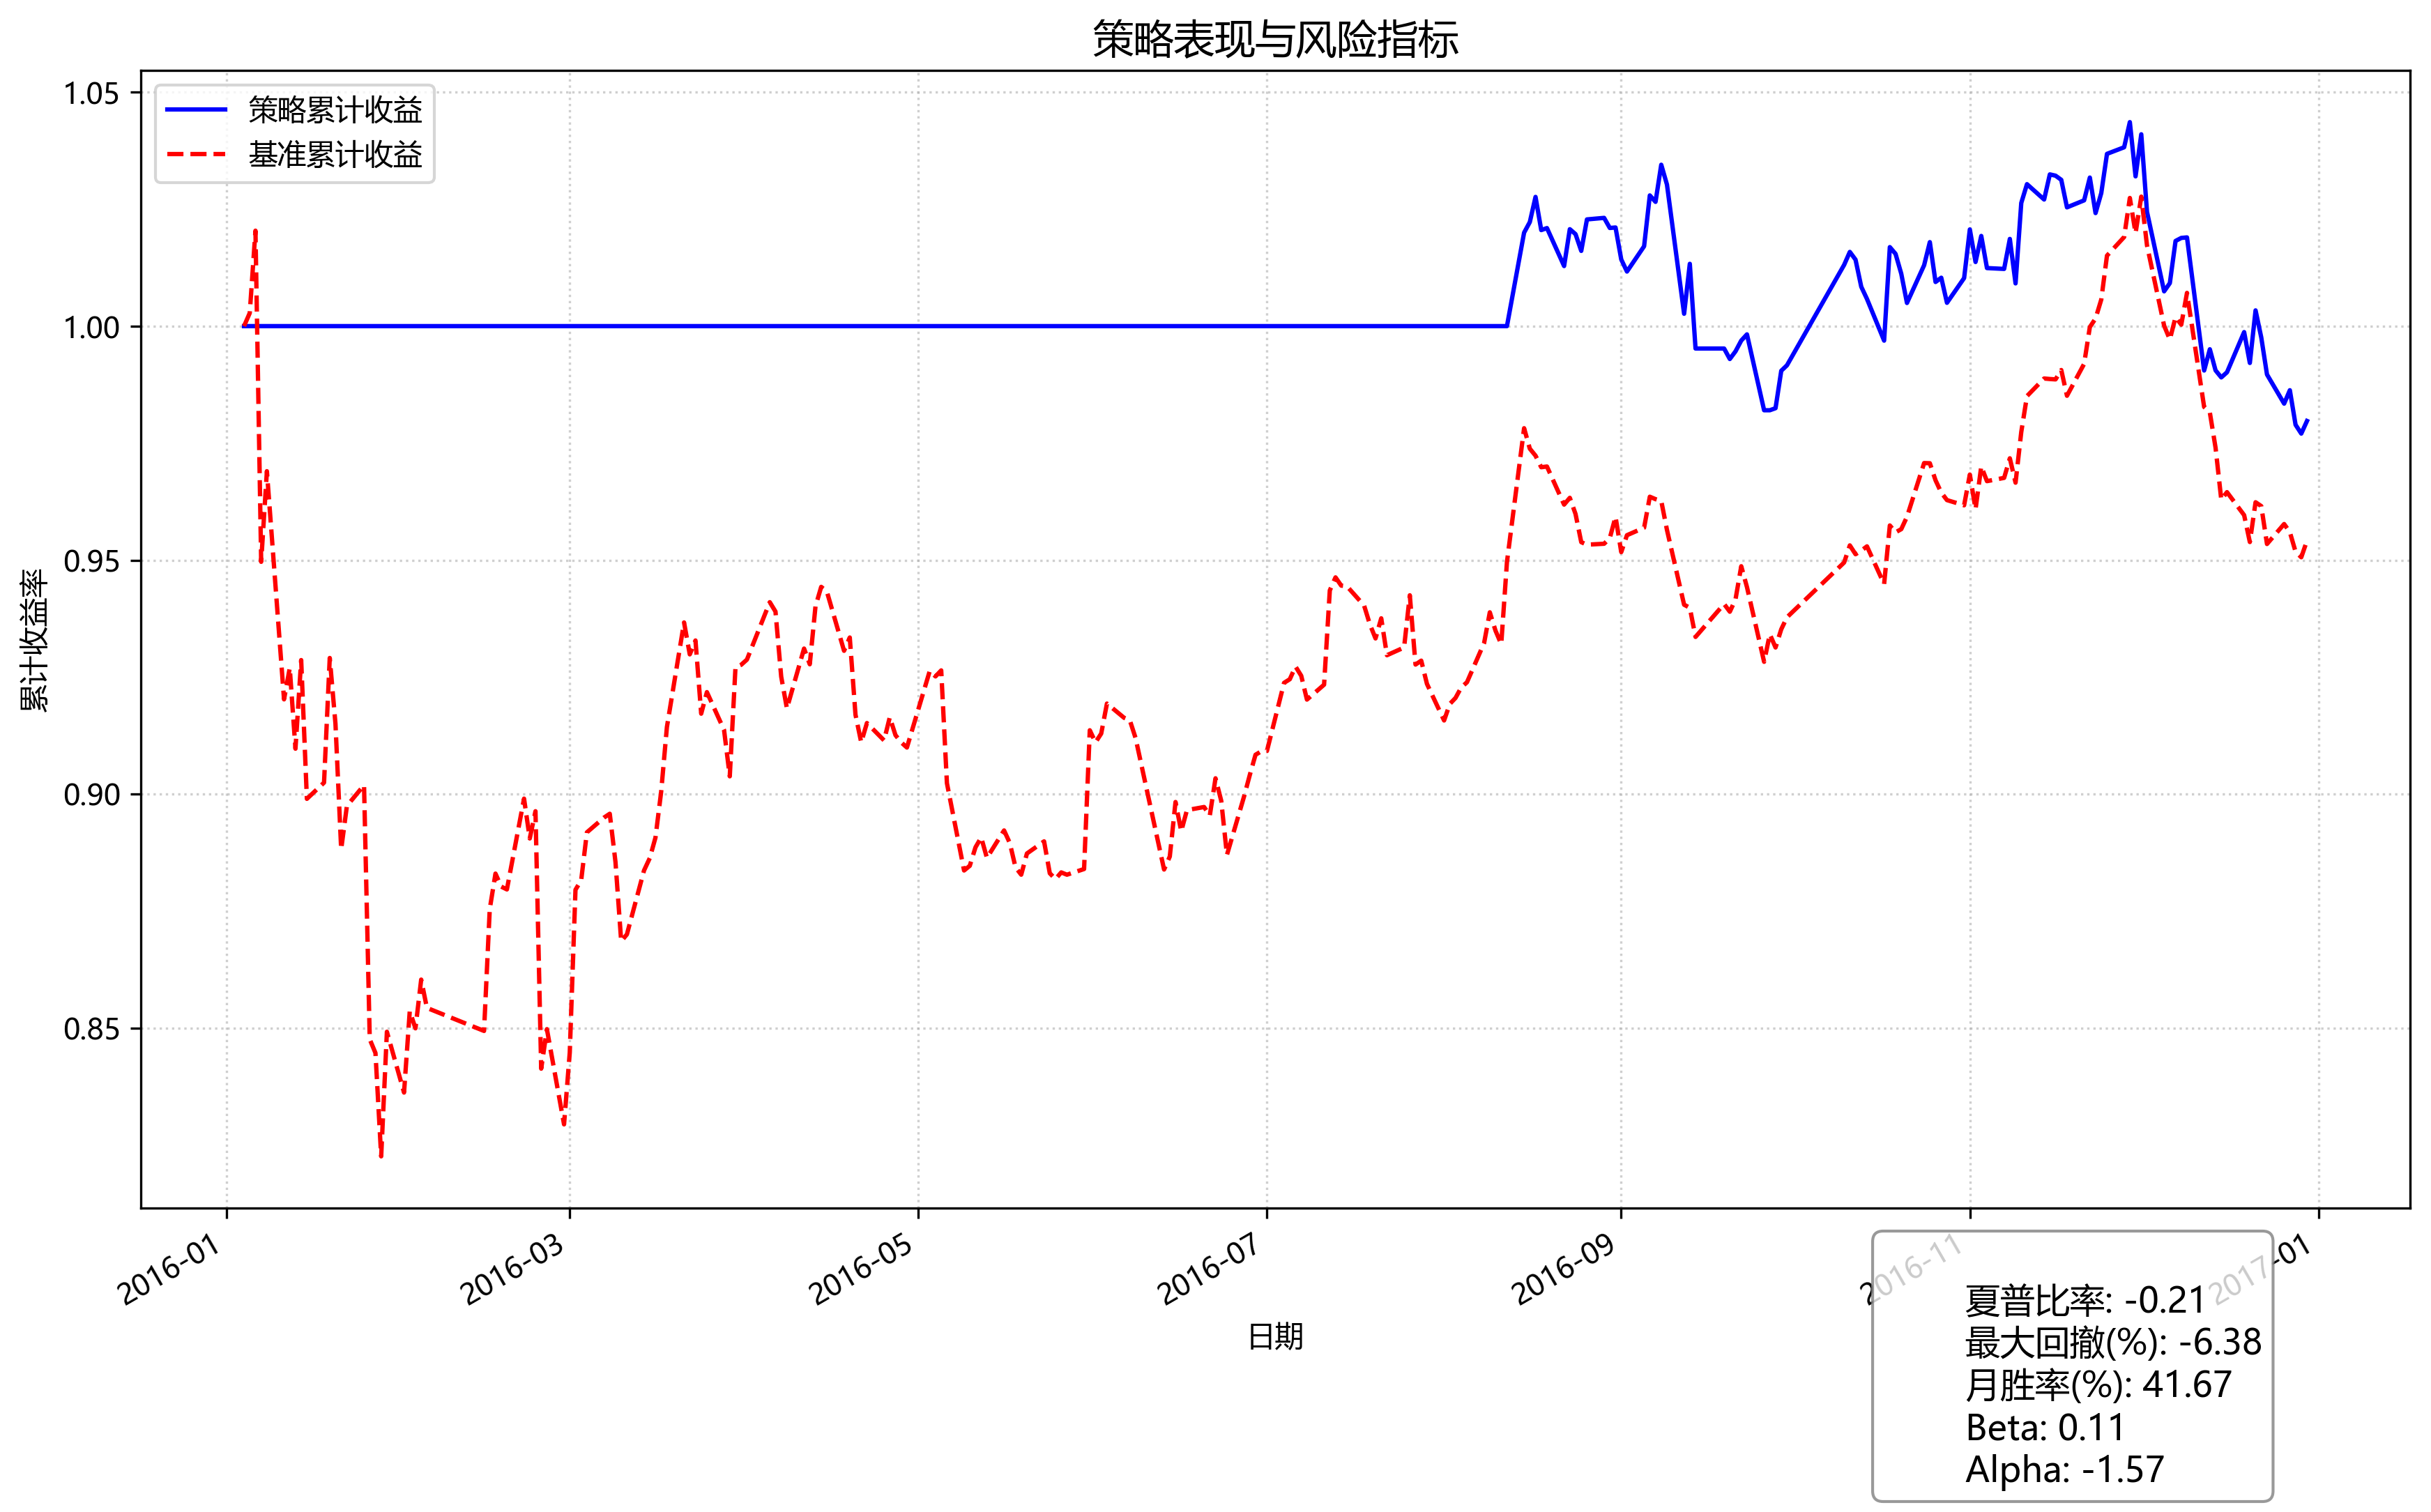 策略表现与风险指标
策略累计收益
基准累计收益
1.05
1.00
0.95
0.90
0.85
累计收益率
2016-01
2016-03
2016-05
2016-07
2016-09
2016-11
2017-01
日期
夏普比率: -0.21
最大回撤(%): -6.38
月胜率(%): 41.67
Beta: 0.11
Alpha: -1.57